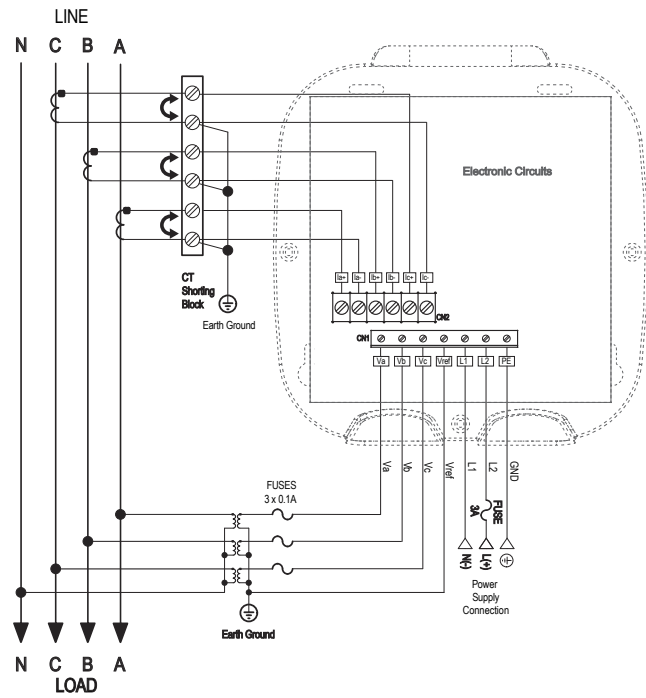 LINE
N C B A
Electronic Circuits
Ia+ Ia- Ib+ Ib- Ic+ Ic-
CT
Shorting
Block
CN2
Earth Ground
CN1
Va Vb Vc Vref L1 L2 PE
Va Vb Vc Vref L1 L2 GND
FUSES
3 x 0.1A
FUSE
3A
N(-) L(+)
Power
Supply
Connection
Earth Ground
N C B A
LOAD